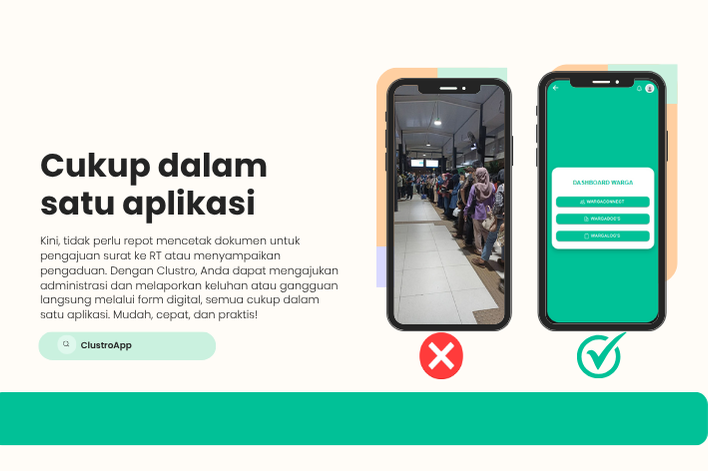 Cukup dalam
satu aplikasi
Kini, tidak perlu repot mencetak dokumen untuk
pengajuan surat ke RT atau menyampaikan
pengaduan. Dengan Clustro, Anda dapat mengajukan
administrasi dan melaporkan keluhan atau gangguan
langsung melalui form digital, semua cukup dalam
satu aplikasi. Mudah, cepat, dan praktis!
ClustroApp
DASHBOARD WARGA
WARGACONNECT
WARGADOC'S
WARGALOG'S